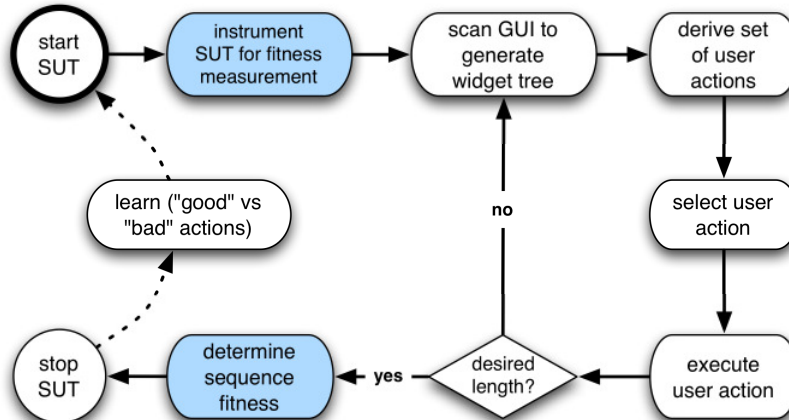 start
SUT
instrument
SUT for fitness
measurement
scan GUI to
generate
widget tree
derive set
of user
actions
learn ("good" vs
"bad" actions)
no
select user
action
stop
SUT
determine
sequence
fitness
yes
desired
length?
execute
user action